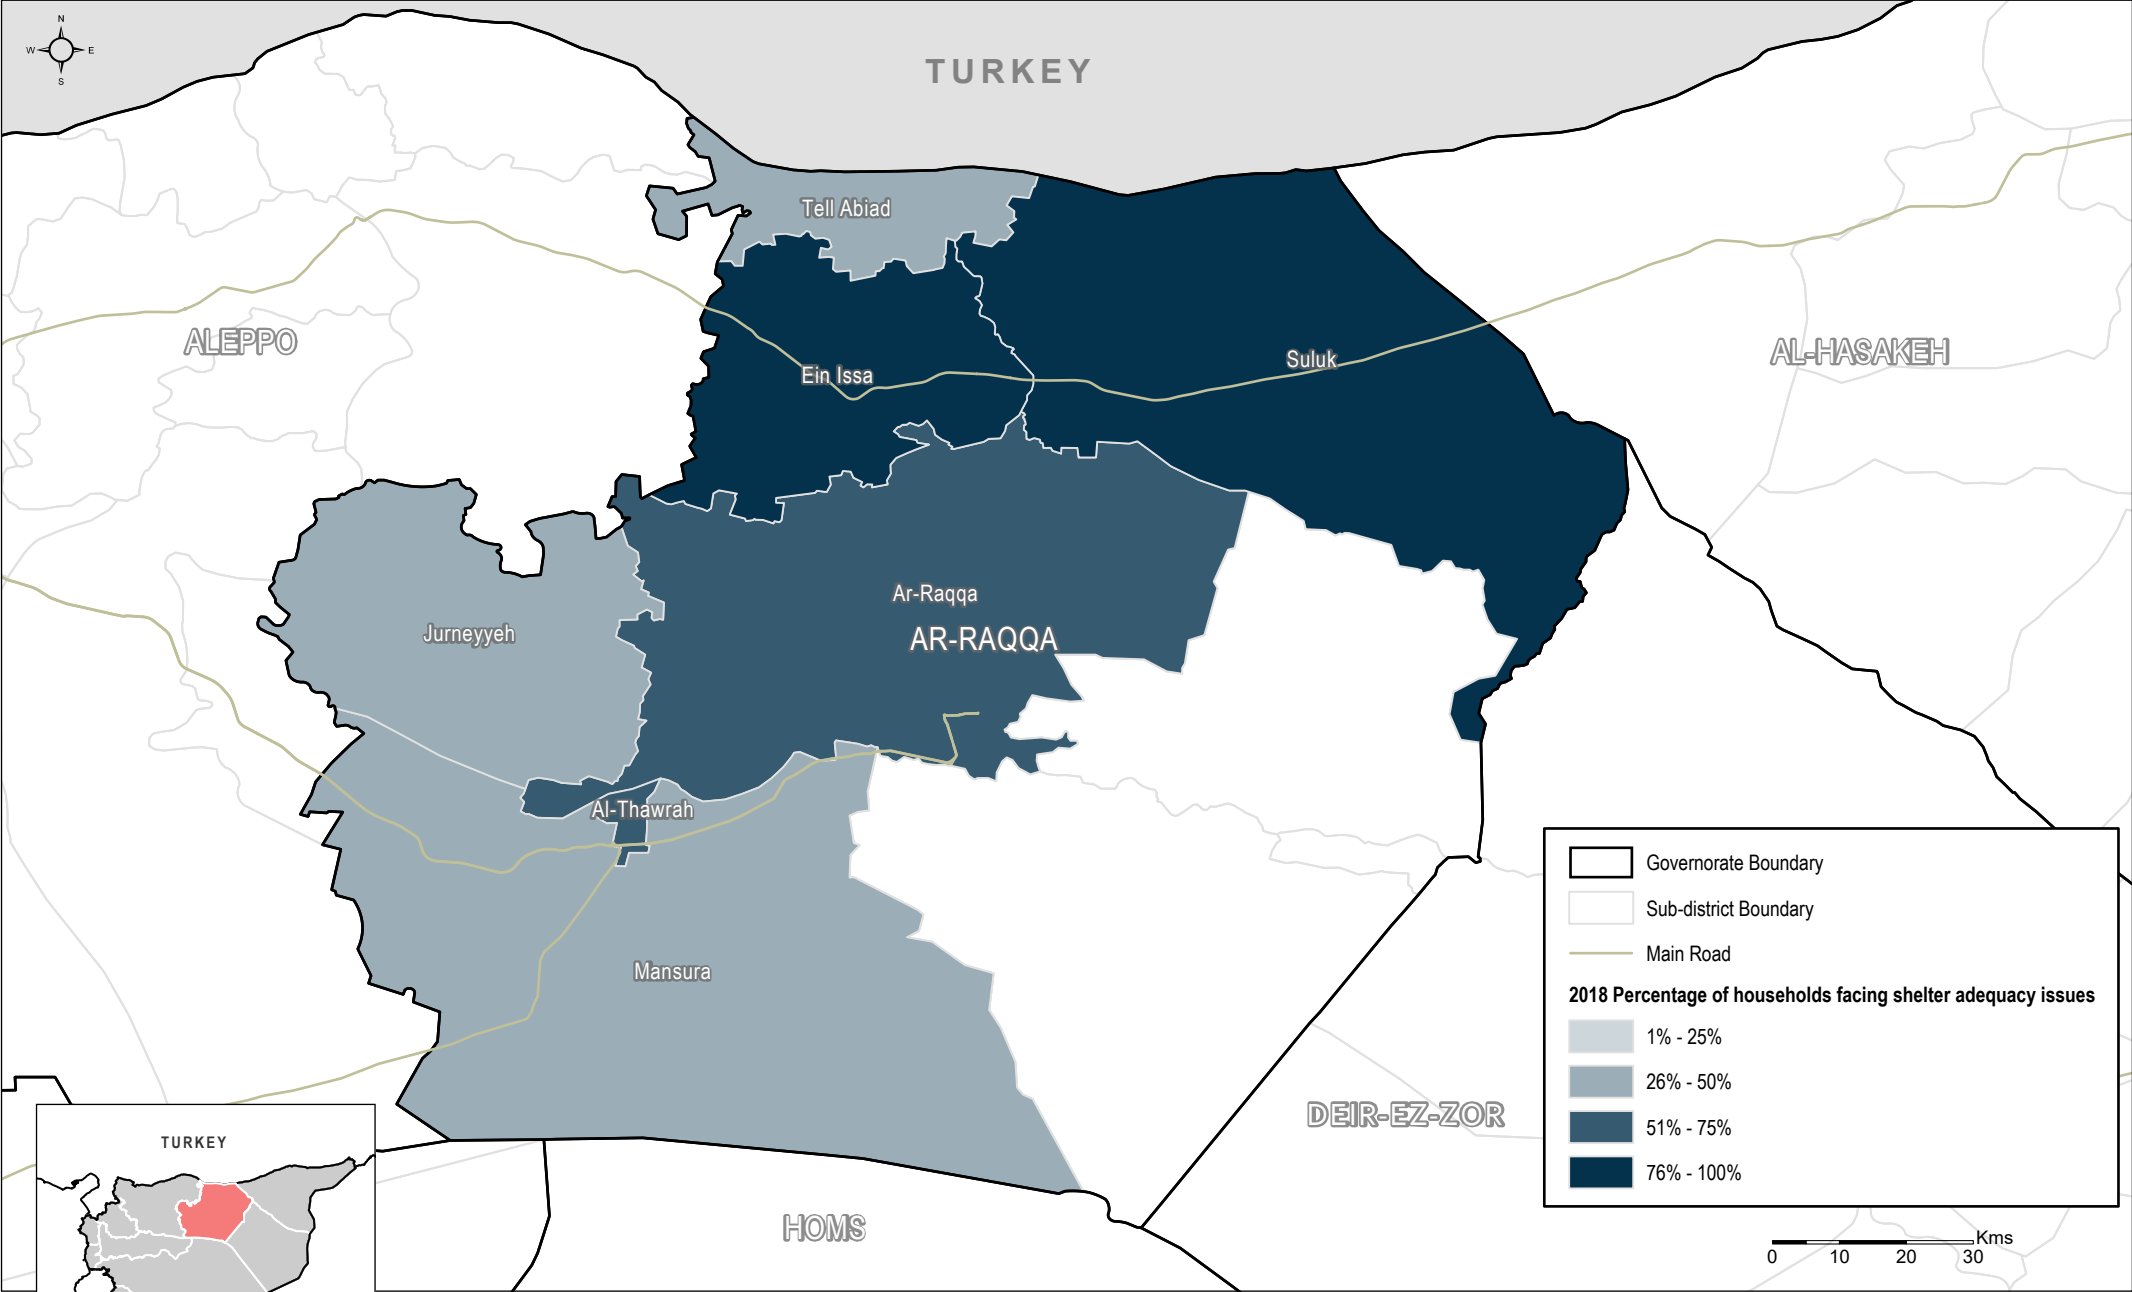 N
W
E
S
TURKEY
Tell Abiad
ALEPPO
AL-HASAKEH
Suluk
Ein Issa
Ar-Raqqa
AR-RAQQA
Jurneyyeh
Al-Thawrah
Mansura
DEIR-EZ-ZOR
HOMS
TURKEY
Governorate Boundary
Sub-district Boundary
Main Road
2018 Percentage of households facing shelter adequacy issues
1% - 25%
26% - 50%
51% - 75%
76% - 100%
Kms
0 10 20 30